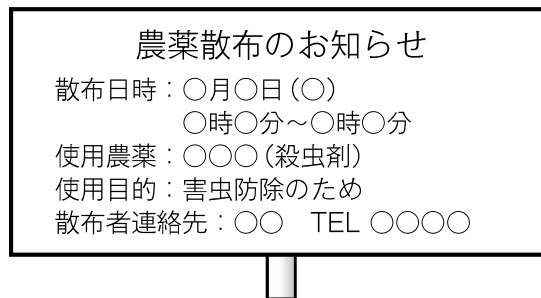 農薬散布のお知らせ
散布日時：○月○日(○)
○時○分～○時○分
使用農薬：○○○(殺虫剤)
使用目的：害虫防除のため
散布者連絡先：○○　TEL ○○○○